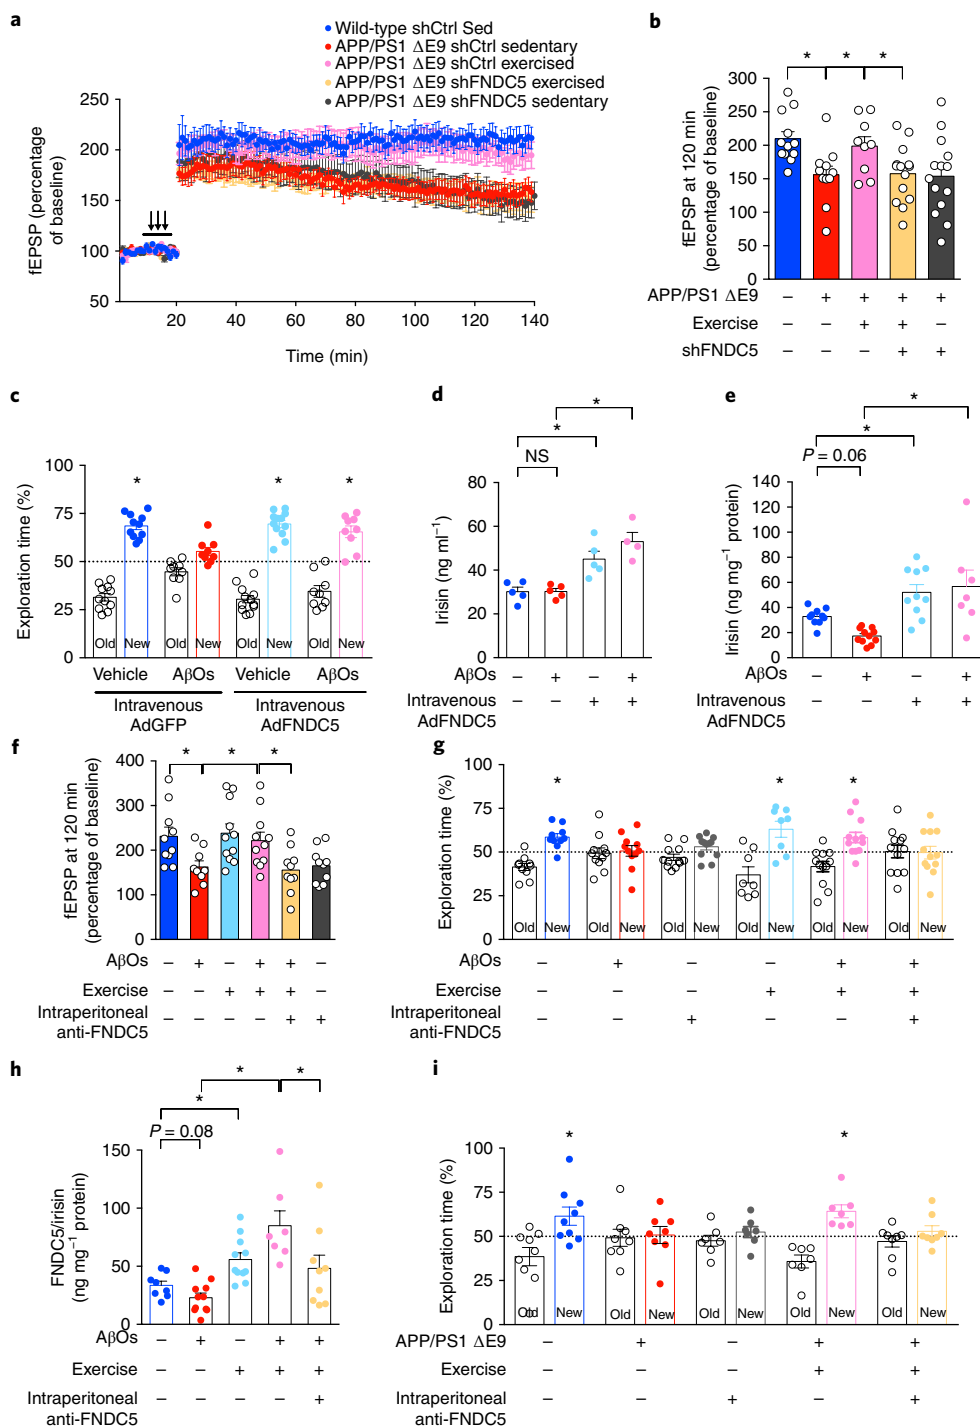 a
Wild-type shCtrl Sed
APP/PS1 ΔE9 shCtrl sedentary
APP/PS1 ΔE9 shCtrl exercised
APP/PS1 ΔE9 shFNDC5 exercised
APP/PS1 ΔE9 shFNDC5 sedentary
fEPSP (percentage
of baseline)
250
200
150
100
50
20 40 60 80 100 120 140
Time (min)
b
* * *
fEPSP at 120 min
(percentage of baseline)
300
250
200
150
100
50
0
APP/PS1 ΔE9 – + + + +
Exercise – – + + –
shFNDC5 – – – + +
c
Exploration time (%)
100
75
50
25
0
* * *
Old New Old New Old New Old New
Vehicle AβOs Vehicle AβOs
Intravenous AdGFP
Intravenous AdFNDC5
d
*
*
NS
Irisin (ng ml−1)
60
40
20
0
AβOs – + – +
Intravenous AdFNDC5 – – + +
e
*
*
P = 0.06
Irisin (ng mg−1 protein)
140
120
100
80
60
40
20
0
AβOs – + – +
Intravenous AdFNDC5 – – + +
f
* * *
fEPSP at 120 min
(percentage of baseline)
400
300
200
100
0
AβOs – + – + + –
Exercise – – + + + –
Intraperitoneal anti-FNDC5 – – – – + +
g
Exploration time (%)
100
75
50
25
0
* * *
Old New Old New Old New Old New Old New Old New
AβOs – + – – + +
Exercise – – – + + +
Intraperitoneal anti-FNDC5 – – + – – +
h
* *
*
P = 0.08
FNDC5/irisin
(ng mg−1 protein)
150
100
50
0
AβOs – + – + +
Exercise – – + + +
Intraperitoneal anti-FNDC5 – – – – +
i
Exploration time (%)
100
75
50
25
0
* *
Old New Old New Old New Old New Old New
APP/PS1 ΔE9 – + – + +
Exercise – – – + +
Intraperitoneal anti-FNDC5 – – + – +